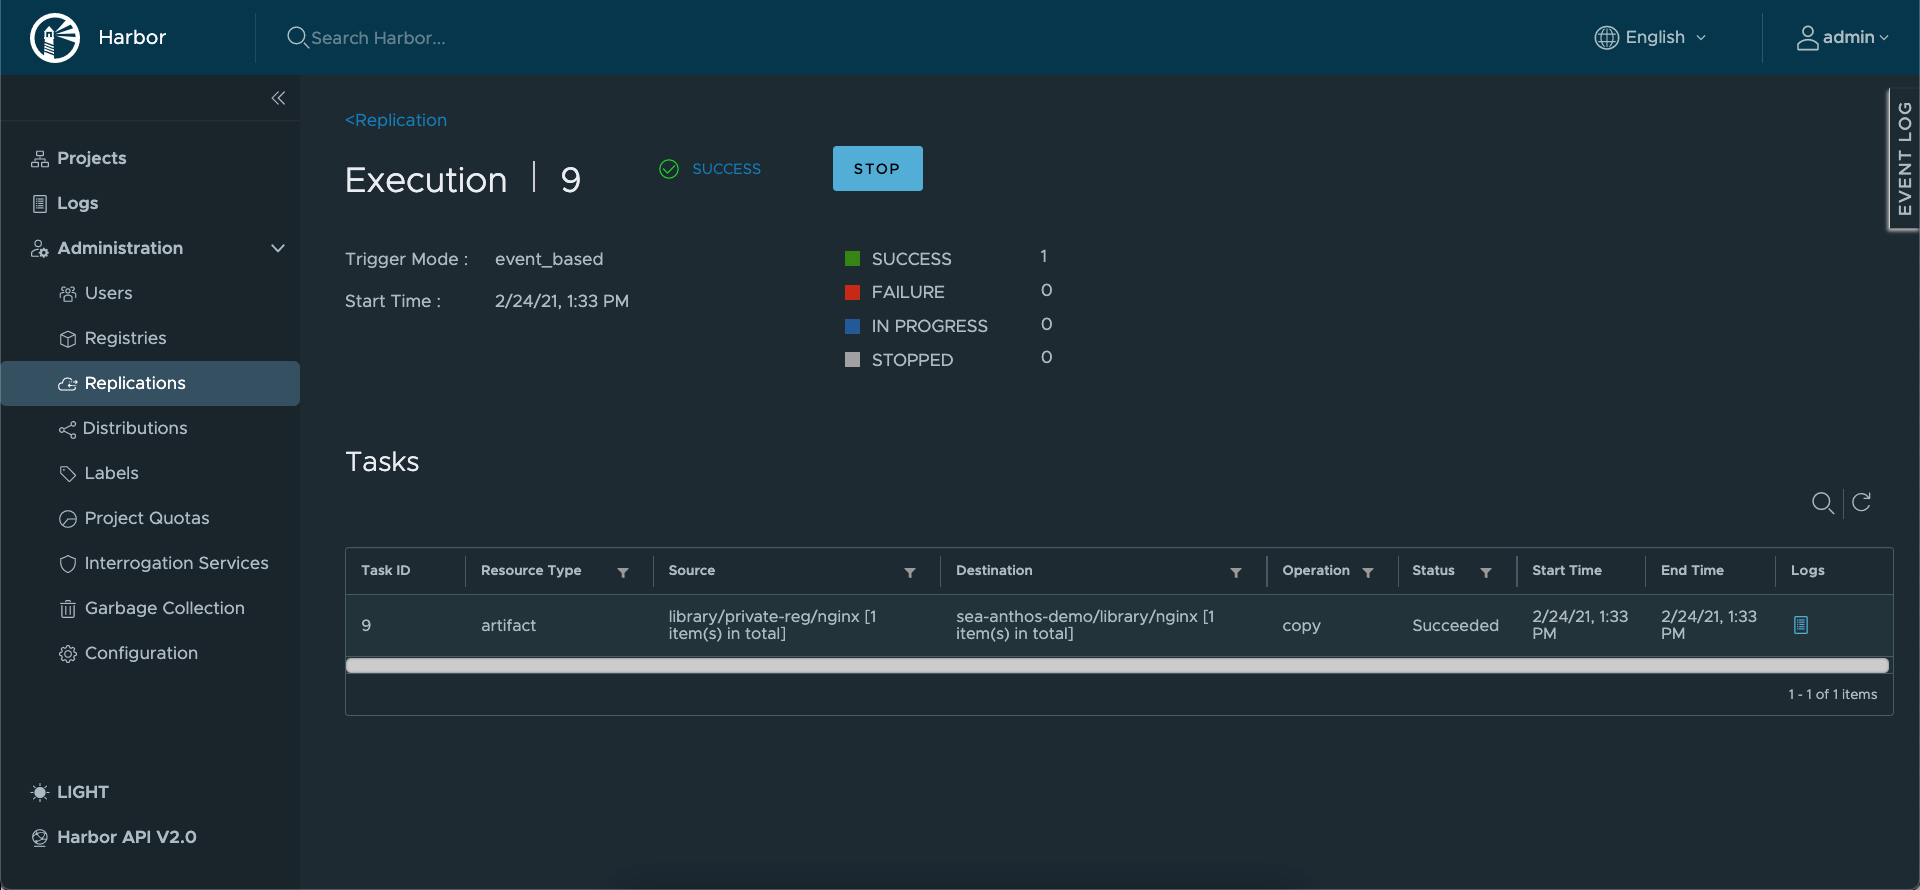 Harbor
Search Harbor...
English
admin
EVENT LOG
Projects
Logs
Administration
Users
Registries
Replications
Distributions
Labels
Project Quotas
Interrogation Services
Garbage Collection
Configuration
LIGHT
Harbor API V2.0
<Replication
Execution | 9
SUCCESS
STOP
Trigger Mode : event_based
Start Time : 2/24/21, 1:33 PM
SUCCESS 1
FAILURE 0
IN PROGRESS 0
STOPPED 0
Tasks
Task ID Resource Type Source Destination Operation Status Start Time End Time Logs
9 artifact library/private-reg/nginx [1 item(s) in total] sea-anthos-demo/library/nginx [1 item(s) in total] copy Succeeded 2/24/21, 1:33 PM 2/24/21, 1:33 PM
1 - 1 of 1 items